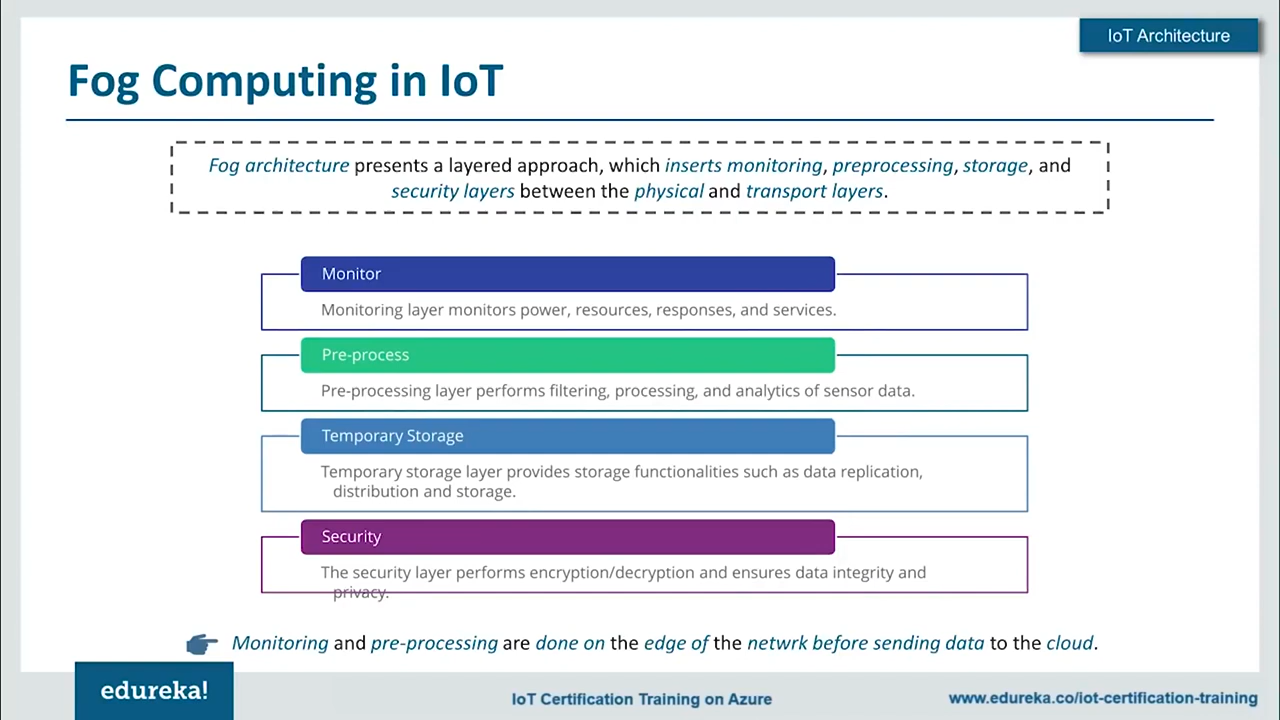 IoT Architecture
Fog Computing in IoT
Fog architecture presents a layered approach, which inserts monitoring, preprocessing, storage, and
security layers between the physical and transport layers.
Monitor
Monitoring layer monitors power, resources, responses, and services.
Pre-process
Pre-processing layer performs filtering, processing, and analytics of sensor data.
Temporary Storage
Temporary storage layer provides storage functionalities such as data replication,
distribution and storage.
Security
The security layer performs encryption/decryption and ensures data integrity and
privacy.
Monitoring and pre-processing are done on the edge of the netwrk before sending data to the cloud.
edureka!
IoT Certification Training on Azure
www.edureka.co/iot-certification-training